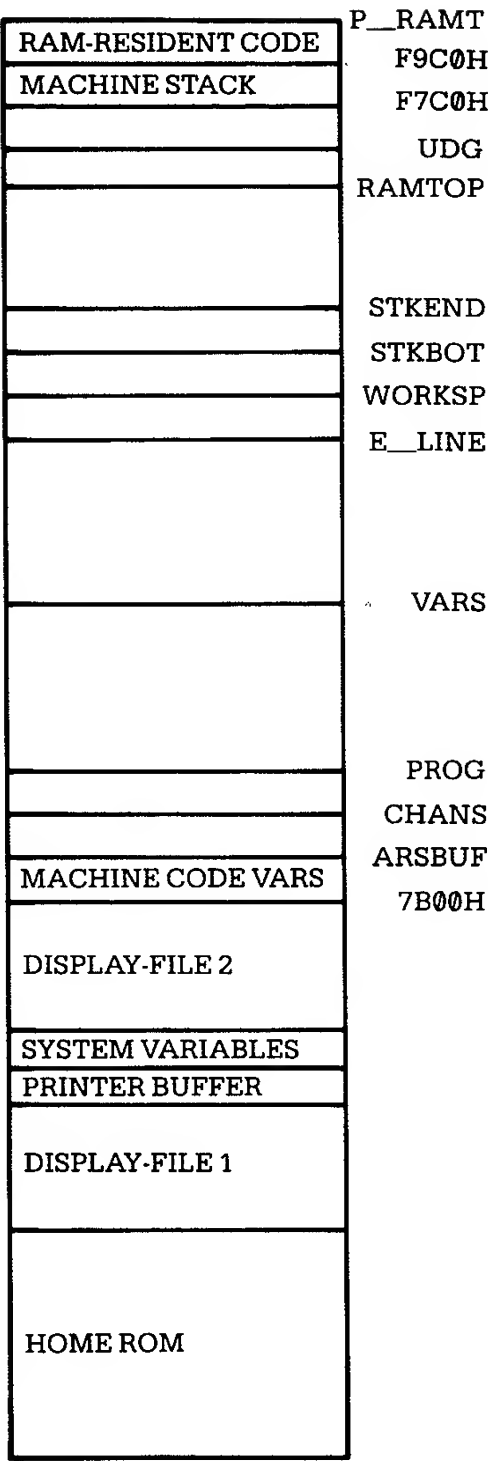 P__RAMT
RAM-RESIDENT CODE
F9C0H
MACHINE STACK
F7C0H
UDG
RAMTOP
STKEND
STKBOT
WORKSP
E__LINE
VARS
PROG
CHANS
ARSBUF
MACHINE CODE VARS
7B00H
DISPLAY-FILE 2
SYSTEM VARIABLES
PRINTER BUFFER
DISPLAY-FILE 1
HOME ROM